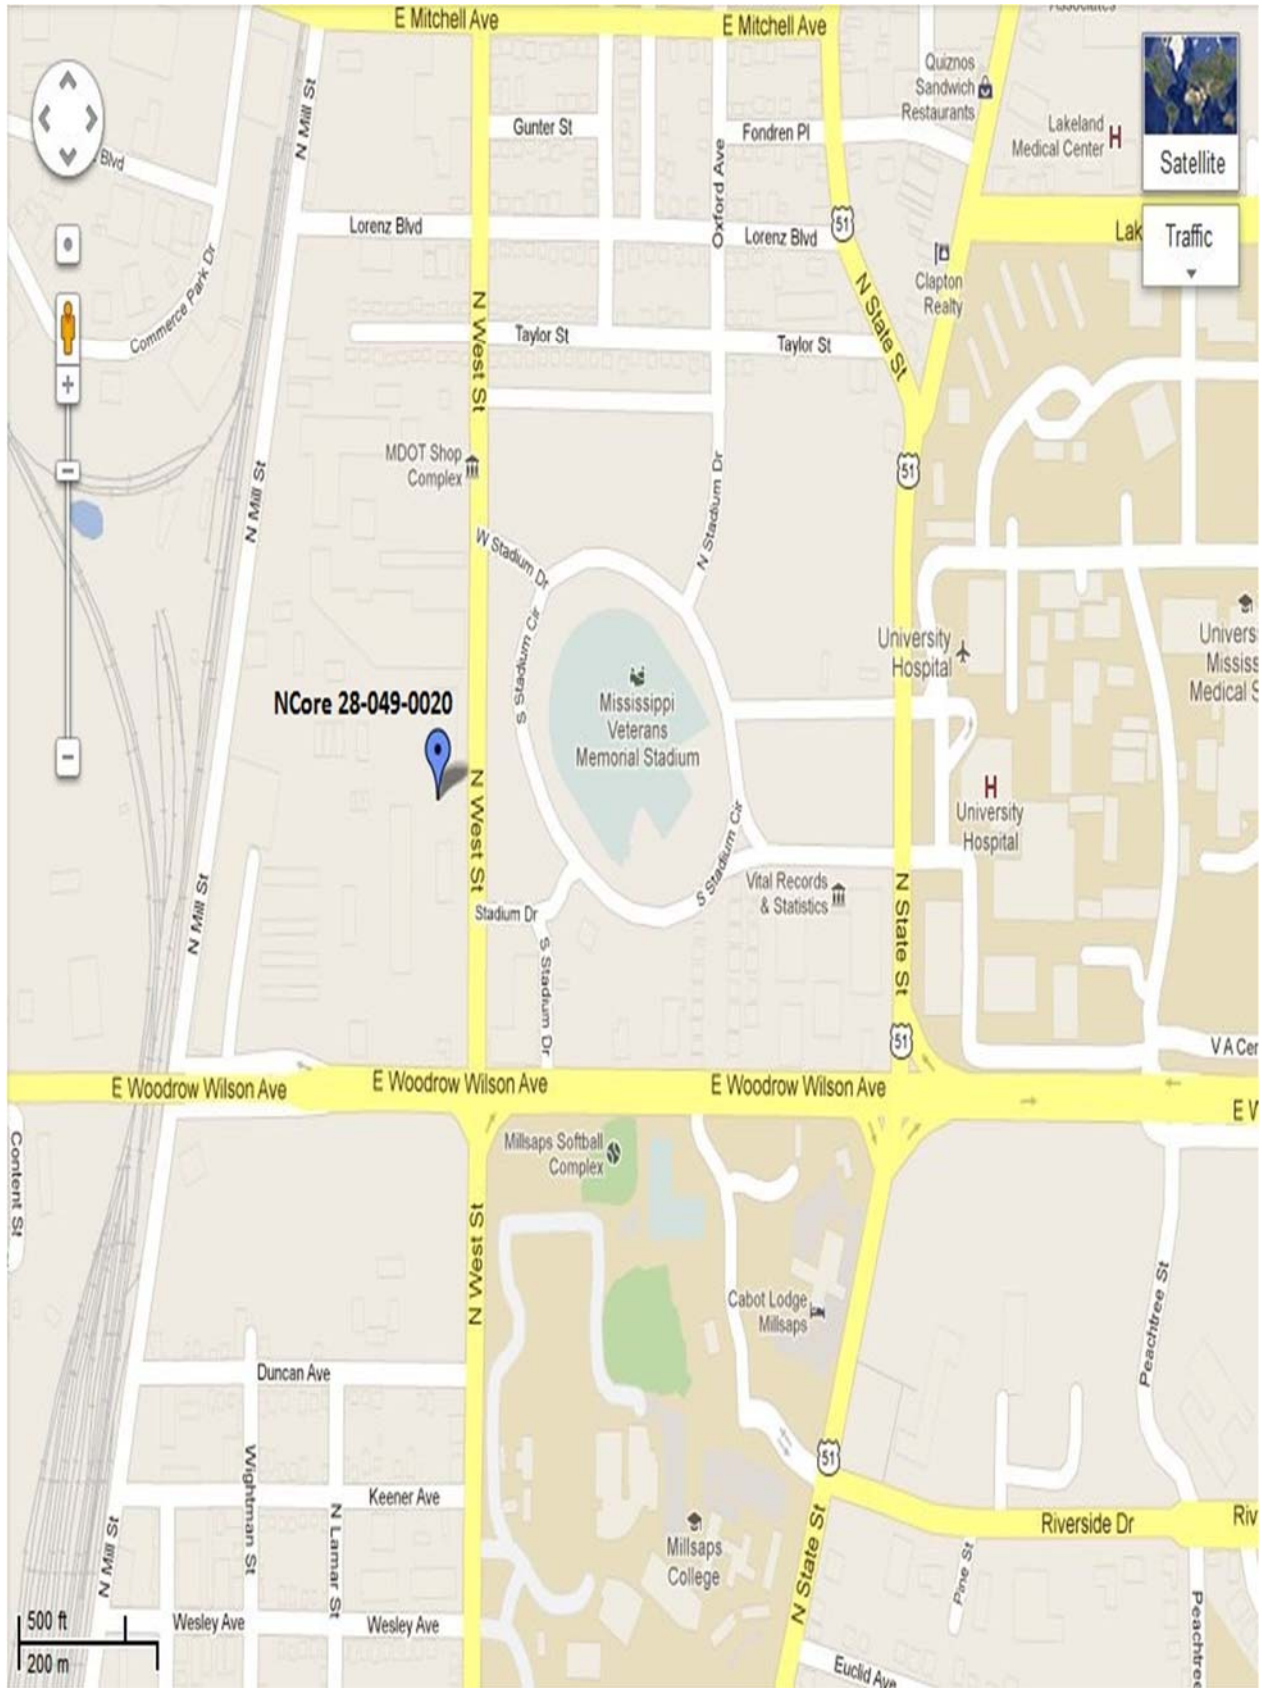 E Mitchell Ave
E Mitchell Ave
N Mill St
Quiznos
Sandwich
Restaurants
Lakeland
Medical Center
H
Satellite
Traffic
Blvd
Gunter St
Fondren Pl
Oxford Ave
Lorenz Blvd
Lorenz Blvd
51
Lak
Commerce Park Dr
Clapton
Realty
N West St
Taylor St
Taylor St
N State St
MDOT Shop
Complex
51
N Mill St
N Stadium Dr
W Stadium Dr
S Stadium Cir
University
Hospital
Univers
Mississ
Medical S
NCore 28-049-0020
Mississippi
Veterans
Memorial Stadium
N West St
H
University
Hospital
S Stadium Cir
Vital Records
& Statistics
N Mill St
Stadium Dr
S Stadium Dr
N State St
51
V A Cer
E Woodrow Wilson Ave
E Woodrow Wilson Ave
E Woodrow Wilson Ave
Content St
Millsaps Softball
Complex
N West St
Peachtree St
Cabot Lodge
Millsaps
Duncan Ave
51
Wightman St
Keener Ave
N Lamar St
N Mill St
Millsaps
College
N State St
Riverside Dr
Riv
Pine St
Wesley Ave
Wesley Ave
Peachtree
Euclid Ave
500 ft
200 m